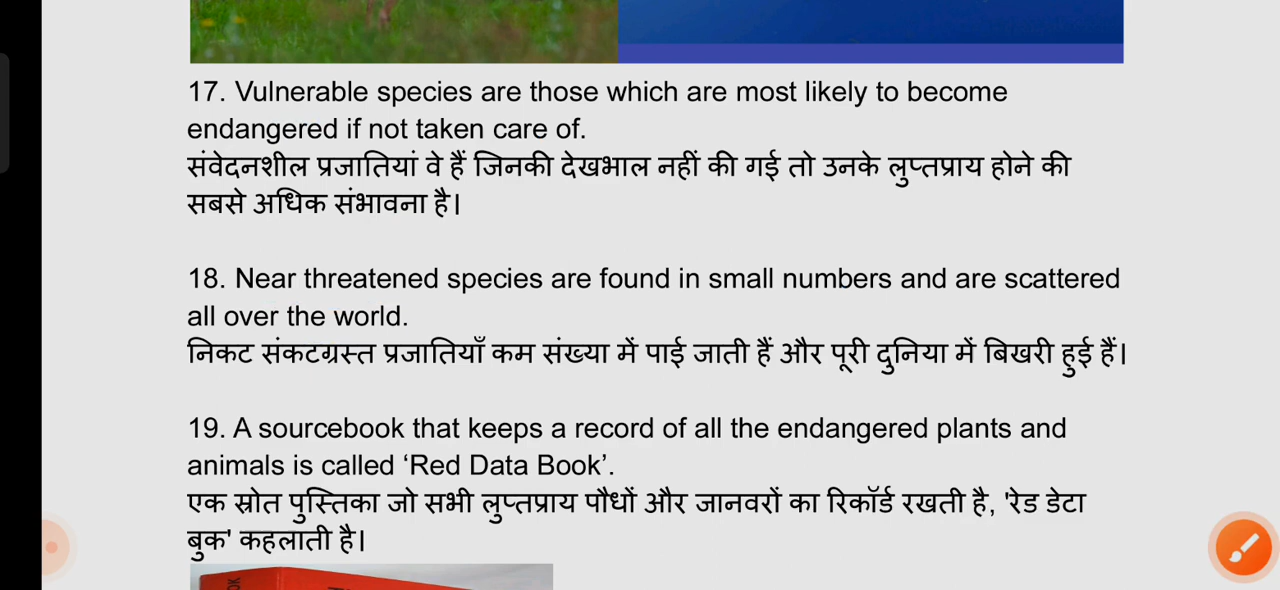 17. Vulnerable species are those which are most likely to become
endangered if not taken care of.
संवेदनशील प्रजातियां वे हैं जिनकी देखभाल नहीं की गई तो उनके लुप्तप्राय होने की
सबसे अधिक संभावना है।
18. Near threatened species are found in small numbers and are scattered
all over the world.
निकट संकटग्रस्त प्रजातियाँ कम संख्या में पाई जाती हैं और पूरी दुनिया में बिखरी हुई हैं।
19. A sourcebook that keeps a record of all the endangered plants and
animals is called ‘Red Data Book’.
एक स्रोत पुस्तिका जो सभी लुप्तप्राय पौधों और जानवरों का रिकॉर्ड रखती है, 'रेड डेटा
बुक' कहलाती है।